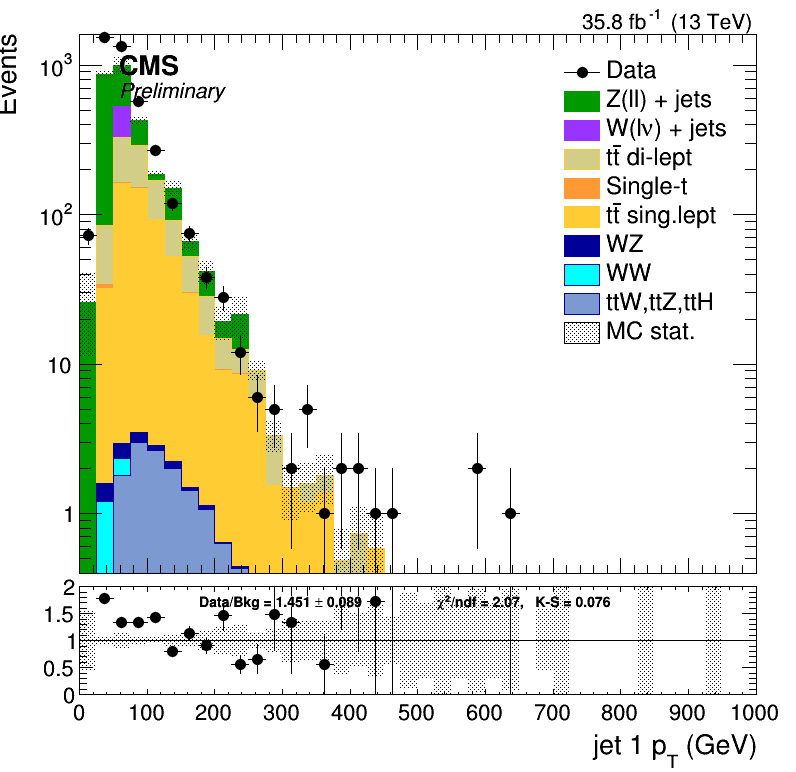 35.8 fb⁻¹ (13 TeV)
Events
CMS
Preliminary
Data
Z(ll) + jets
W(lν) + jets
tt̄ di-lept
Single-t
tt̄ sing.lept
WZ
WW
ttW,ttZ,ttH
MC stat.
10³
10²
10
1
Data/Bkg = 1.451 ± 0.089
χ²/ndf = 2.07, K-S = 0.076
2
1.5
1
0.5
0
0 100 200 300 400 500 600 700 800 900 1000
jet 1 p_T (GeV)